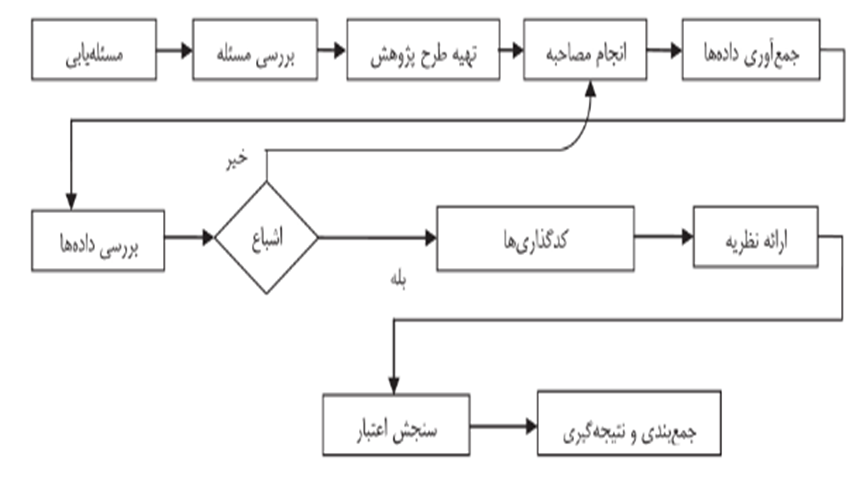 مسئله‌یابی
بررسی مسئله
تهیه طرح پژوهش
انجام مصاحبه
جمع‌آوری داده‌ها
خیر
بررسی داده‌ها
اشباع
بله
کدگذاری‌ها
ارائه نظریه
سنجش اعتبار
جمع‌بندی و نتیجه‌گیری